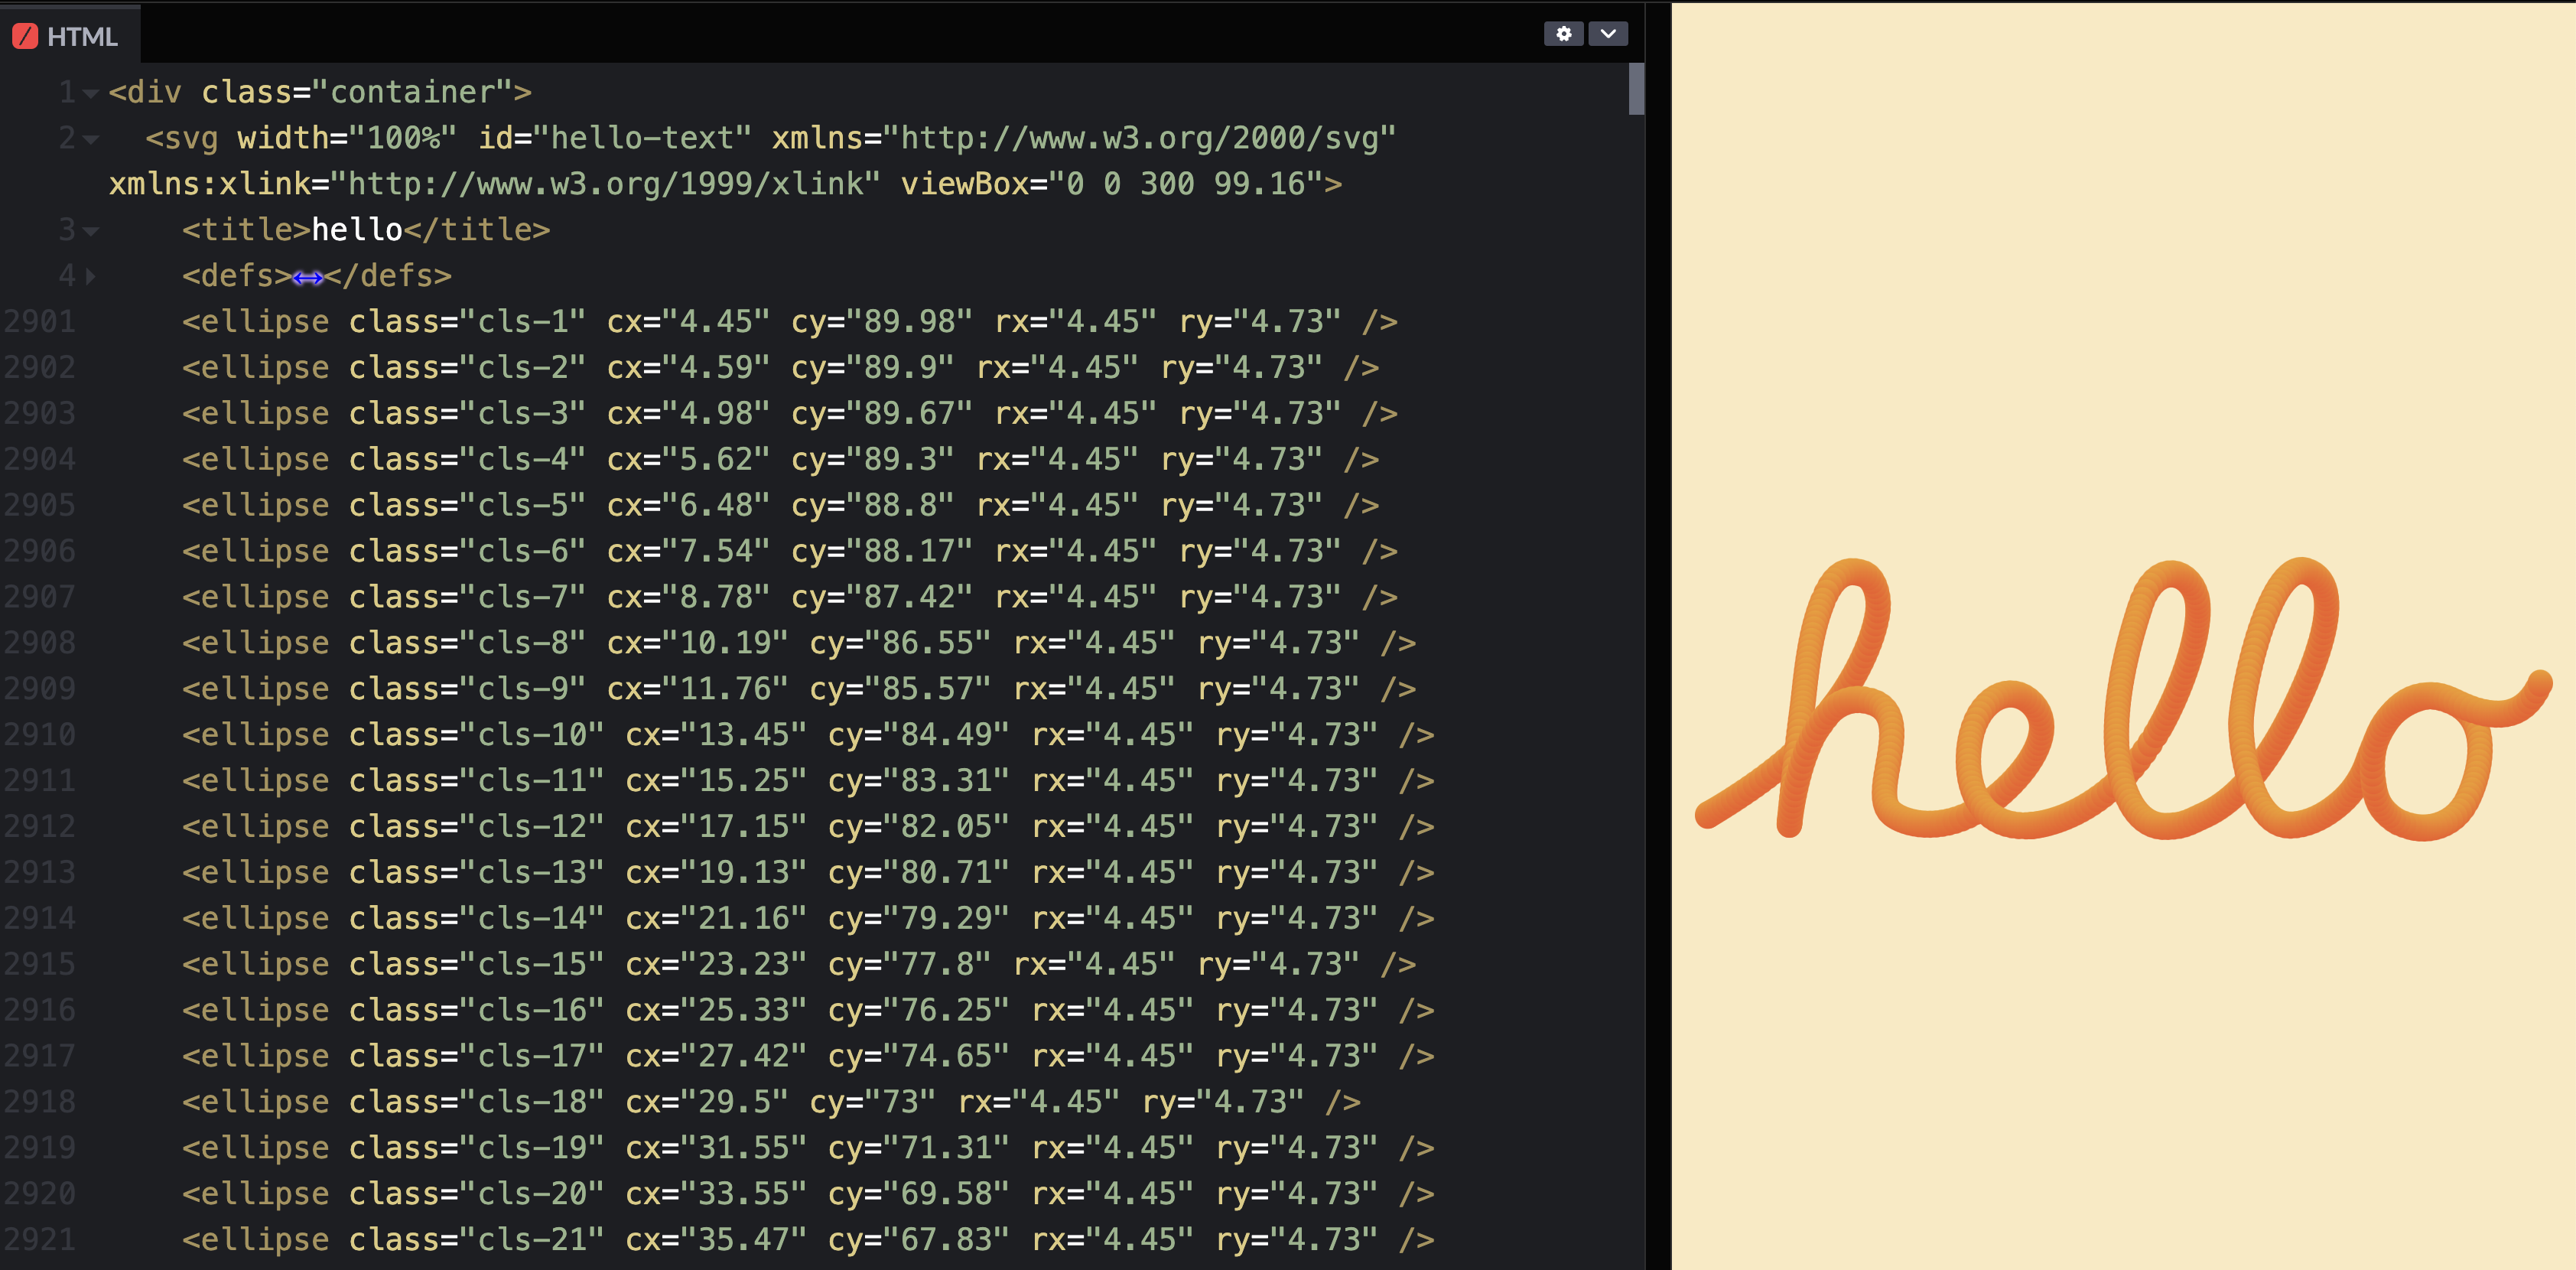 HTML
1 <div class="container">
2 <svg width="100%" id="hello-text" xmlns="http://www.w3.org/2000/svg"
xmlns:xlink="http://www.w3.org/1999/xlink" viewBox="0 0 300 99.16">
3 <title>hello</title>
4 <defs>↔</defs>
2901 <ellipse class="cls-1" cx="4.45" cy="89.98" rx="4.45" ry="4.73" />
2902 <ellipse class="cls-2" cx="4.59" cy="89.9" rx="4.45" ry="4.73" />
2903 <ellipse class="cls-3" cx="4.98" cy="89.67" rx="4.45" ry="4.73" />
2904 <ellipse class="cls-4" cx="5.62" cy="89.3" rx="4.45" ry="4.73" />
2905 <ellipse class="cls-5" cx="6.48" cy="88.8" rx="4.45" ry="4.73" />
2906 <ellipse class="cls-6" cx="7.54" cy="88.17" rx="4.45" ry="4.73" />
2907 <ellipse class="cls-7" cx="8.78" cy="87.42" rx="4.45" ry="4.73" />
2908 <ellipse class="cls-8" cx="10.19" cy="86.55" rx="4.45" ry="4.73" />
2909 <ellipse class="cls-9" cx="11.76" cy="85.57" rx="4.45" ry="4.73" />
2910 <ellipse class="cls-10" cx="13.45" cy="84.49" rx="4.45" ry="4.73" />
2911 <ellipse class="cls-11" cx="15.25" cy="83.31" rx="4.45" ry="4.73" />
2912 <ellipse class="cls-12" cx="17.15" cy="82.05" rx="4.45" ry="4.73" />
2913 <ellipse class="cls-13" cx="19.13" cy="80.71" rx="4.45" ry="4.73" />
2914 <ellipse class="cls-14" cx="21.16" cy="79.29" rx="4.45" ry="4.73" />
2915 <ellipse class="cls-15" cx="23.23" cy="77.8" rx="4.45" ry="4.73" />
2916 <ellipse class="cls-16" cx="25.33" cy="76.25" rx="4.45" ry="4.73" />
2917 <ellipse class="cls-17" cx="27.42" cy="74.65" rx="4.45" ry="4.73" />
2918 <ellipse class="cls-18" cx="29.5" cy="73" rx="4.45" ry="4.73" />
2919 <ellipse class="cls-19" cx="31.55" cy="71.31" rx="4.45" ry="4.73" />
2920 <ellipse class="cls-20" cx="33.55" cy="69.58" rx="4.45" ry="4.73" />
2921 <ellipse class="cls-21" cx="35.47" cy="67.83" rx="4.45" ry="4.73" />
hello